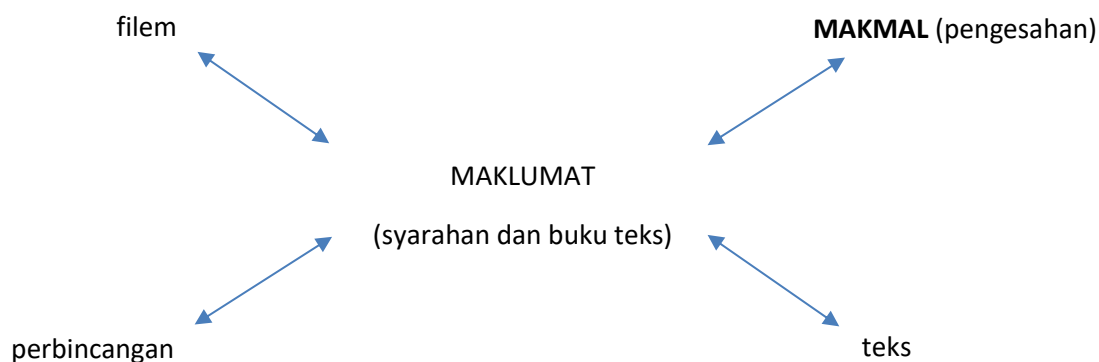 filem
MAKMAL (pengesahan)
MAKLUMAT
(syarahan dan buku teks)
perbincangan
teks